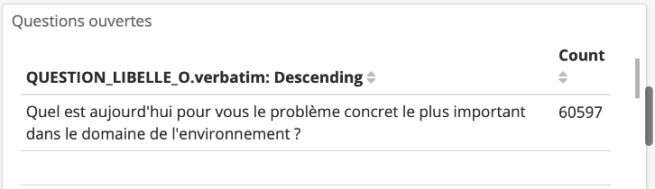 Questions ouvertes
Count
QUESTION_LIBELLE_O.verbatim: Descending
Quel est aujourd'hui pour vous le problème concret le plus important 60597
dans le domaine de l'environnement ?